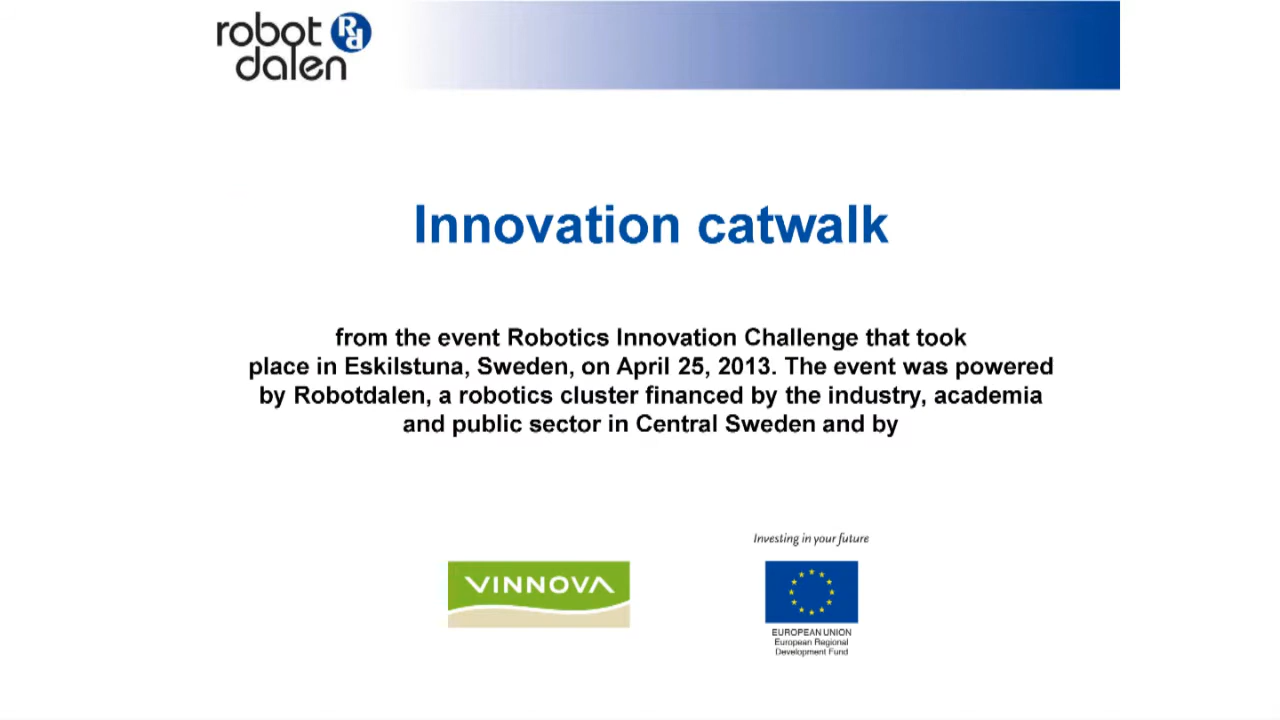 robot Rd
dalen
Innovation catwalk
from the event Robotics Innovation Challenge that took
place in Eskilstuna, Sweden, on April 25, 2013. The event was powered
by Robotdalen, a robotics cluster financed by the industry, academia
and public sector in Central Sweden and by
Investing in your future
VINNOVA
EUROPEAN UNION
European Regional
Development Fund